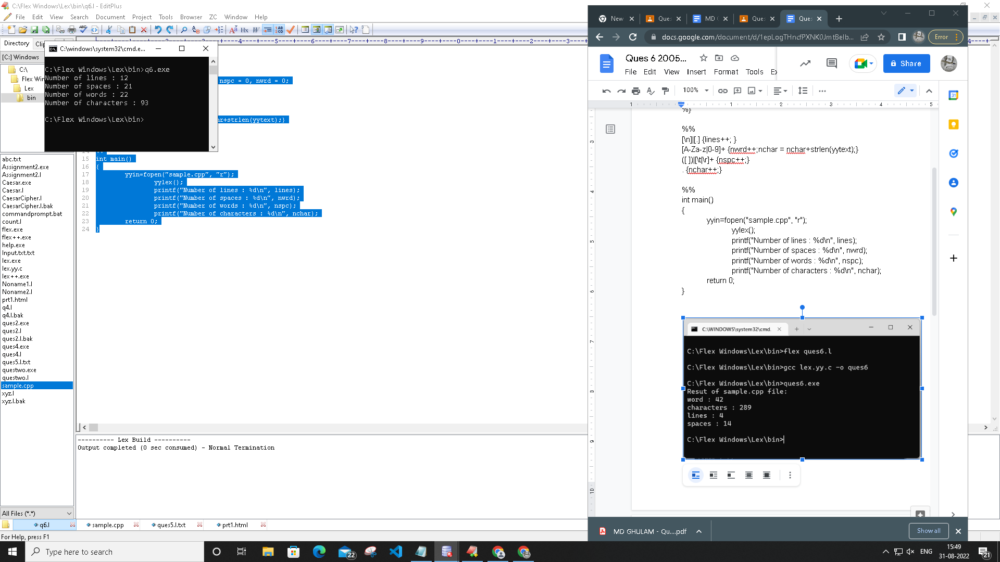 C:\Flex Windows\Lex\bin\q6.l - EditPlus
File Edit View Search Document Project Tools Browser ZC Window Help
Directory
[C:] Windows
C:\
Flex Win
Lex
bin
abc.txt
Assignment2.exe
Assignment2.l
Caesar.exe
Caesar.l
CaesarCipher.l
CaesarCipher.l.bak
commandprompt.bat
count.l
flex.exe
flex++.exe
help.exe
Input.txt.txt
lex.exe
lex.yy.c
lex++.exe
Noname1.l
Noname2.l
prt1.html
q4.l
q4.l.bak
ques2.exe
ques2.l
ques2.l.bak
ques4.exe
ques4.l
ques5.l.txt
questwo.exe
questwo.l
sample.cpp
xyz.l
xyz.l.bak
All Files (*.*)
C:\windows\system32\cmd.e...
C:\Flex Windows\Lex\bin>q6.exe
Number of lines : 12
Number of spaces : 21
Number of words : 22
Number of characters : 93
C:\Flex Windows\Lex\bin>
nspc = 0, nwrd = 0;
ar+strlen(yytext);}
15 int main()
16 {
17 yyin=fopen("sample.cpp", "r");
18 yylex();
19 printf("Number of lines : %d\n", lines);
20 printf("Number of spaces : %d\n", nwrd);
21 printf("Number of words : %d\n", nspc);
22 printf("Number of characters : %d\n", nchar);
23 return 0;
24 }
---------- Lex Build ----------
Output completed (0 sec consumed) - Normal Termination
q6.l sample.cpp ques5.l.txt prt1.html
For Help, press F1
New Ques MD Ques Ques
docs.google.com/document/d/1epLogTHncfPXNK0JmtBeIb...
Error
Ques 6 2005...
File Edit View Insert Format Tools Ex
Share
100%
%}
%%
[\n]|[.] {lines++; }
[A-Za-z|0-9]+ {nwrd++;nchar = nchar+strlen(yytext);}
([ ])|[\t|\r]+ {nspc++;}
. {nchar++;}
%%
int main()
{
yyin=fopen("sample.cpp", "r");
yylex();
printf("Number of lines : %d\n", lines);
printf("Number of spaces : %d\n", nwrd);
printf("Number of words : %d\n", nspc);
printf("Number of characters : %d\n", nchar);
return 0;
}
C:\WINDOWS\system32\cmd.
C:\Flex Windows\Lex\bin>flex ques6.l
C:\Flex Windows\Lex\bin>gcc lex.yy.c -o ques6
C:\Flex Windows\Lex\bin>ques6.exe
Resut of sample.cpp file:
word : 42
characters : 289
lines : 4
spaces : 14
C:\Flex Windows\Lex\bin>
MD GHULAM - Qu....pdf
Show all
Type here to search
22
ENG
15:49
31-08-2022
21